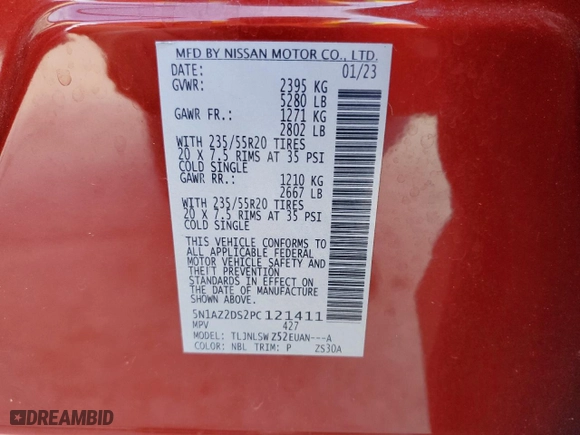 MFD BY NISSAN MOTOR CO., LTD.
DATE: 01/23
GVWR: 2395 KG
5280 LB
GAWR FR.: 1271 KG
2802 LB
WITH 235/55R20 TIRES
20 X 7.5 RIMS AT 35 PSI
COLD SINGLE
GAWR RR.: 1210 KG
2667 LB
WITH 235/55R20 TIRES
20 X 7.5 RIMS AT 35 PSI
COLD SINGLE
THIS VEHICLE CONFORMS TO
ALL APPLICABLE FEDERAL
MOTOR VEHICLE SAFETY AND
THEFT PREVENTION
STANDARDS IN EFFECT ON
THE DATE OF MANUFACTURE
SHOWN ABOVE.
5N1AZ2DS2PC121411
MPV 427
MODEL: TLJNLSW Z52EUAN---A
COLOR: NBL TRIM: P ZS30A
DREAMBID